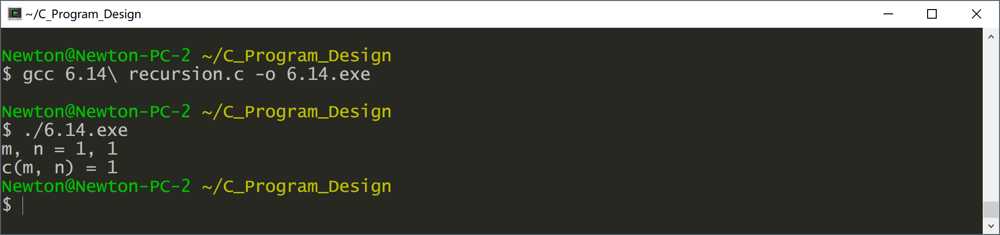 ~/C_Program_Design
Newton@Newton-PC-2 ~/C_Program_Design
$ gcc 6.14\ recursion.c -o 6.14.exe
Newton@Newton-PC-2 ~/C_Program_Design
$ ./6.14.exe
m, n = 1, 1
c(m, n) = 1
Newton@Newton-PC-2 ~/C_Program_Design
$